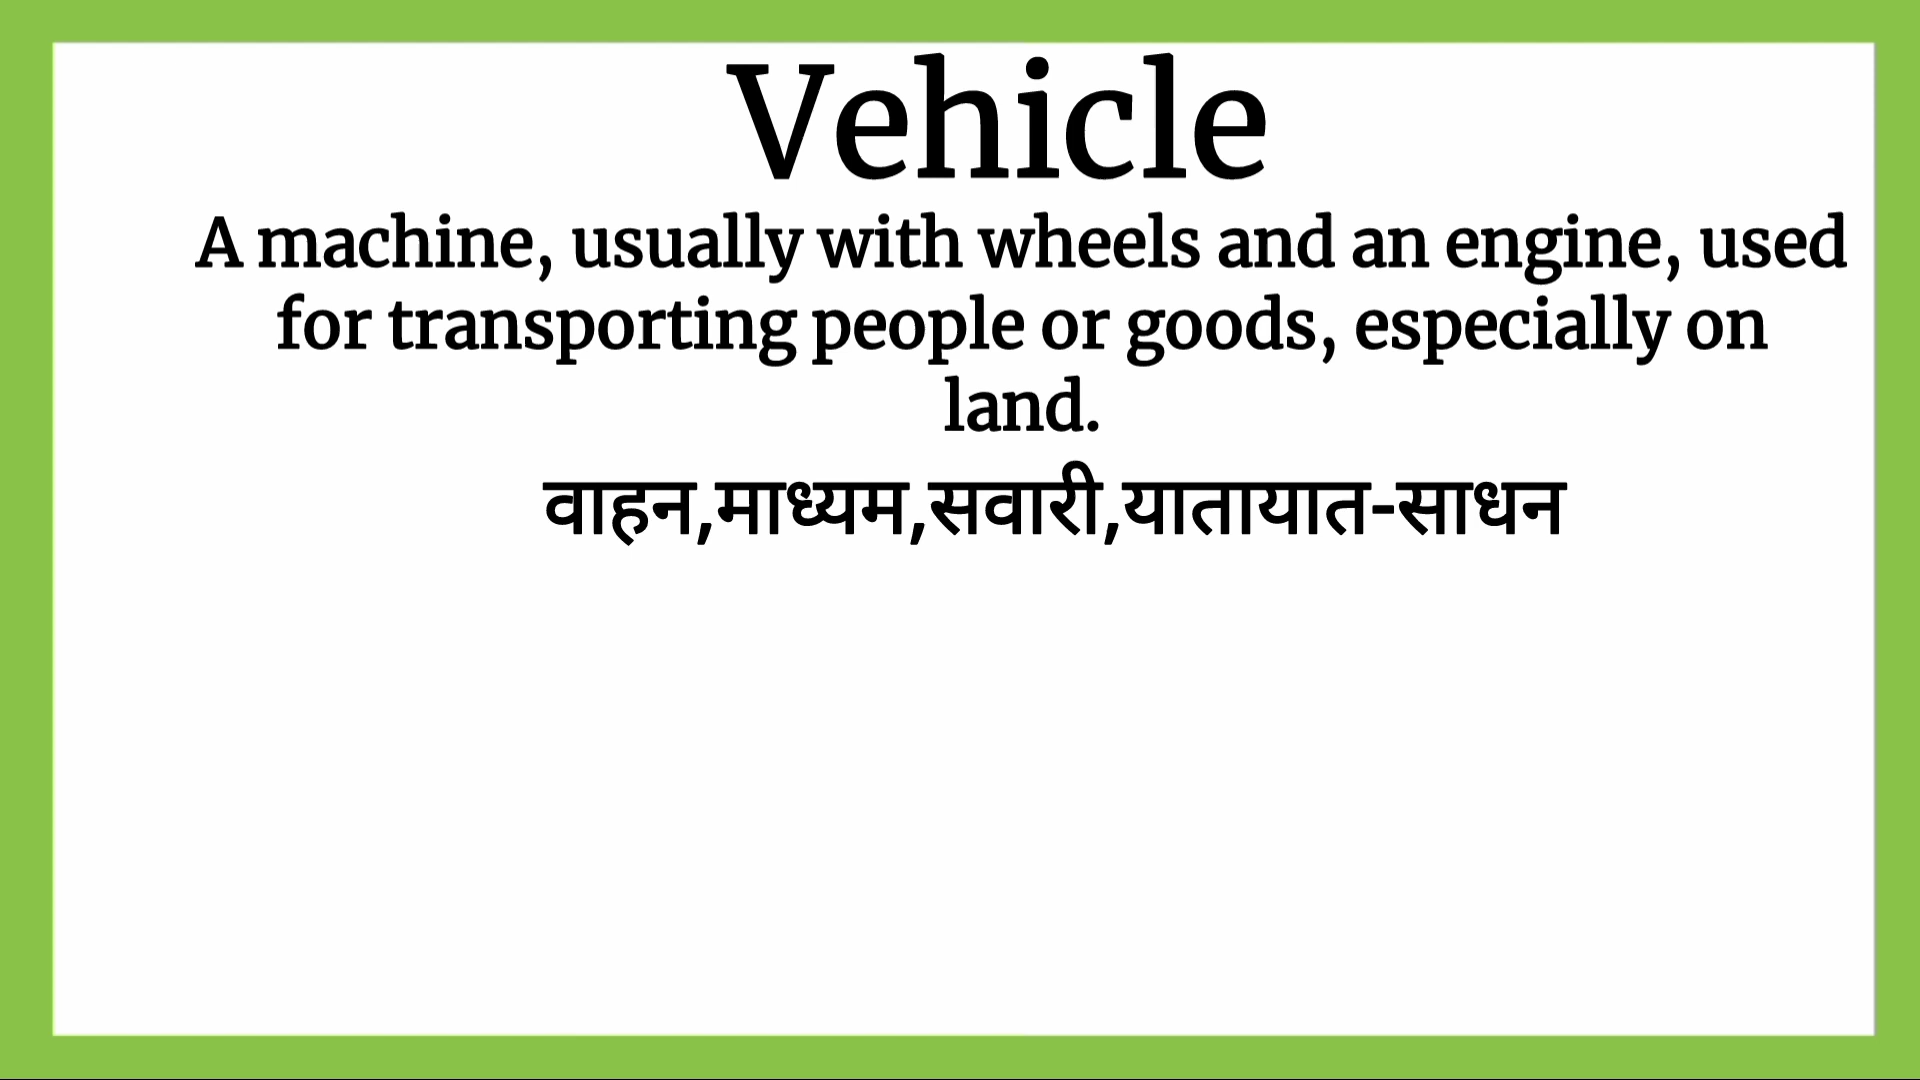 Vehicle
A machine, usually with wheels and an engine, used
for transporting people or goods, especially on
land.
वाहन,माध्यम,सवारी,यातायात-साधन